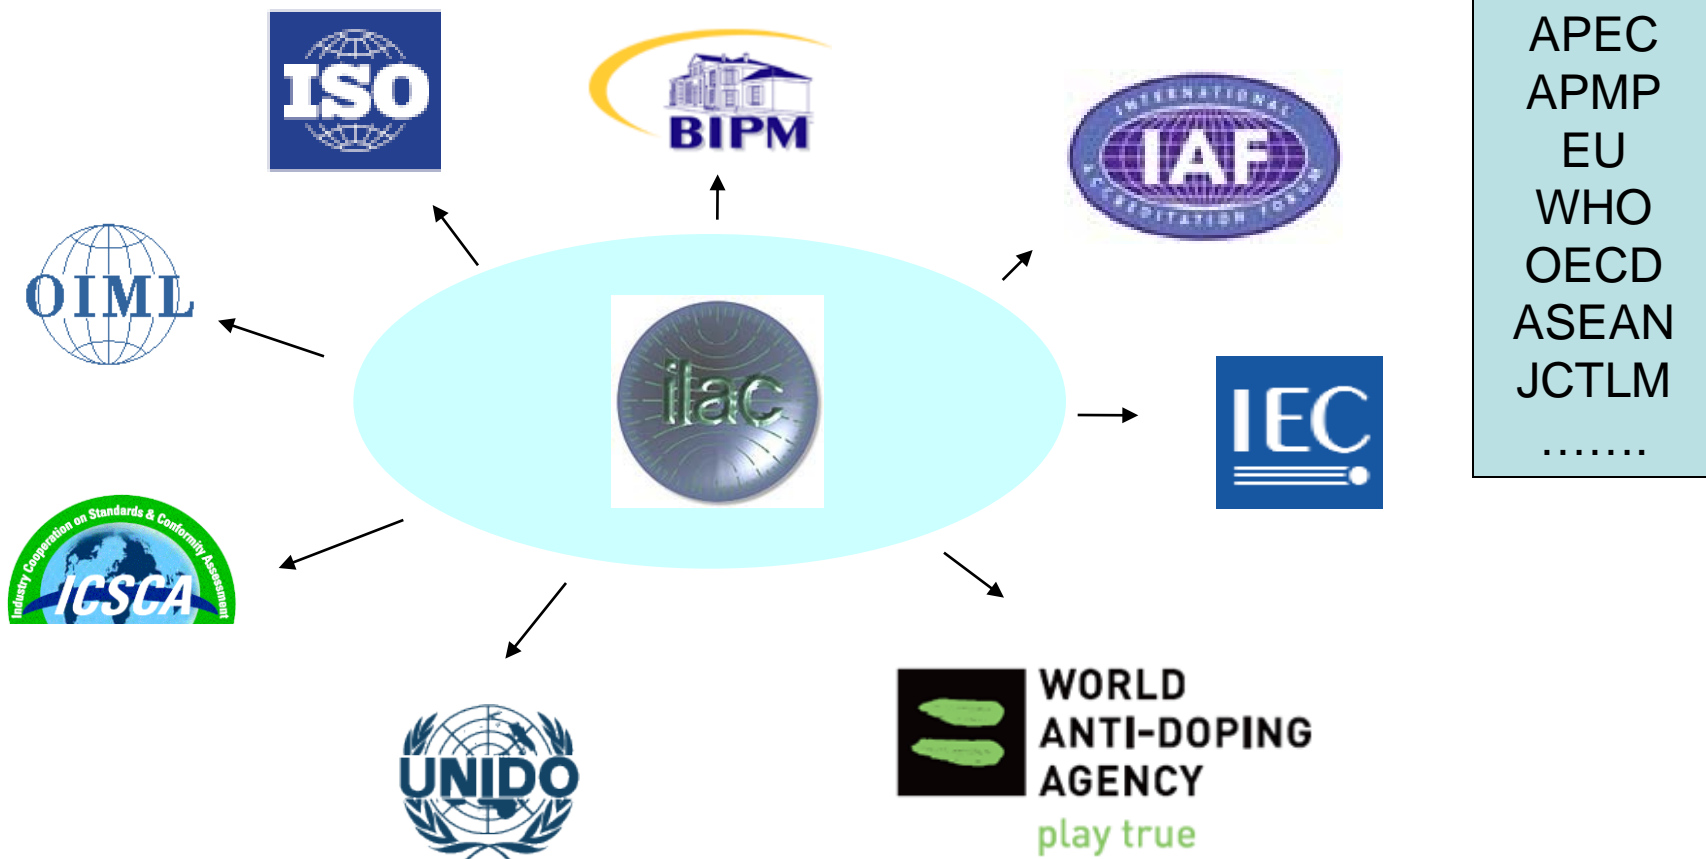 ISO
BIPM
INTERNATIONAL
IAF
ACCREDITATION FORUM
OIML
ilac
IEC
Industry Cooperation on Standards & Conformity Assessment
ICSCA
UNIDO
WORLD
ANTI-DOPING
AGENCY
play true
APEC
APMP
EU
WHO
OECD
ASEAN
JCTLM
…….